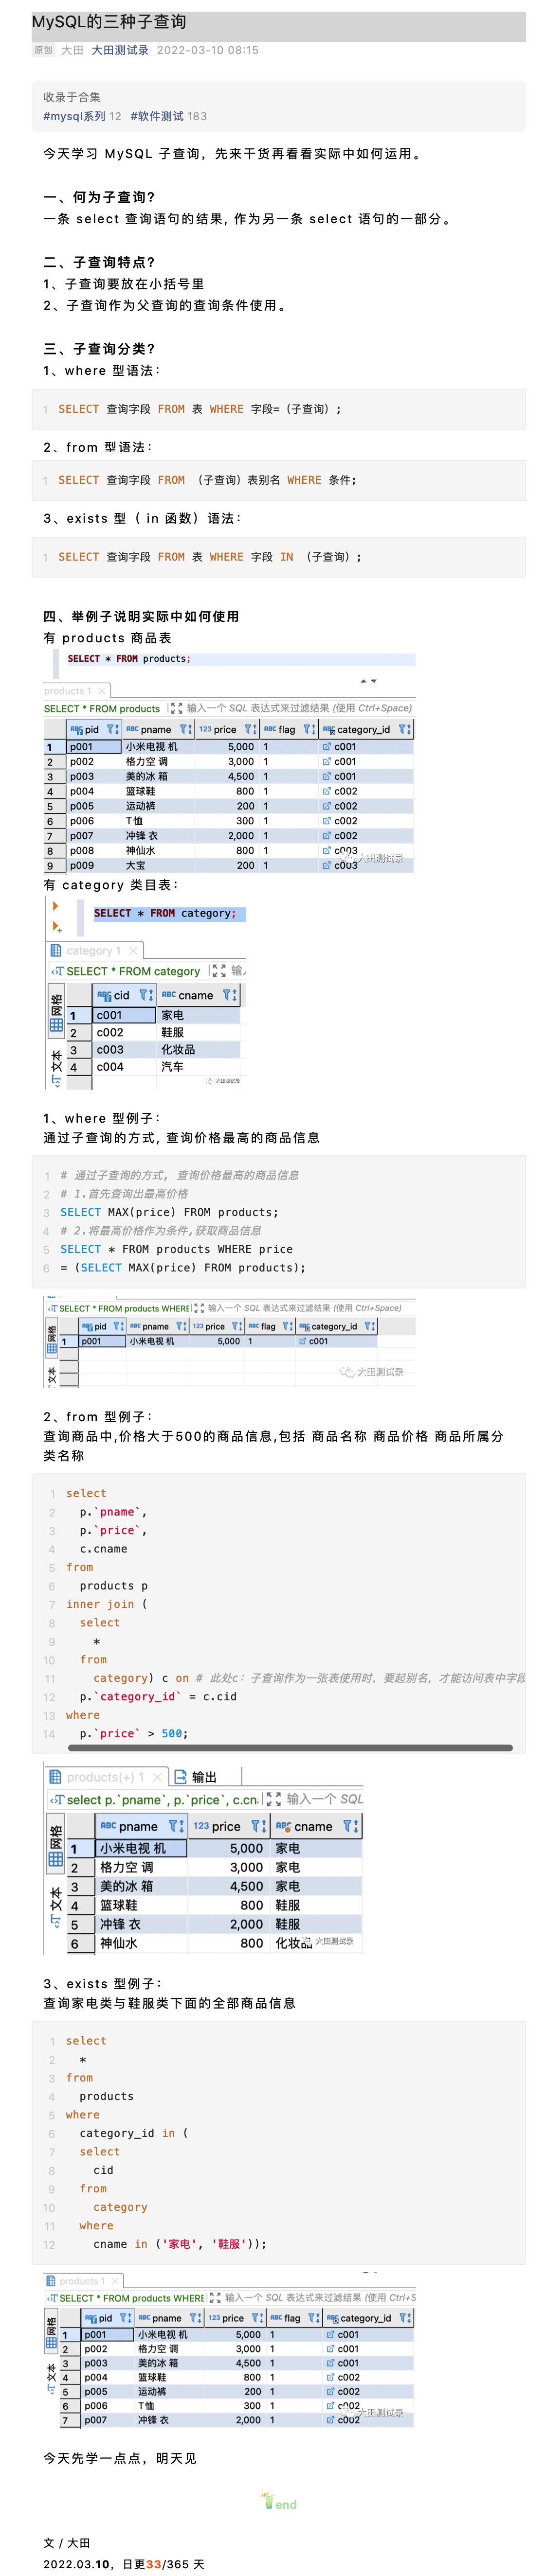 MySQL的三种子查询
原创 大田 大田测试录 2022-03-10 08:15
收录于合集
#mysql系列 12 #软件测试 183
今天学习 MySQL 子查询，先来干货再看看实际中如何运用。
一、何为子查询?
一条 select 查询语句的结果, 作为另一条 select 语句的一部分。
二、子查询特点?
1、子查询要放在小括号里
2、子查询作为父查询的查询条件使用。
三、子查询分类?
1、where 型语法：
1 SELECT 查询字段 FROM 表 WHERE 字段=（子查询）;
2、from 型语法：
1 SELECT 查询字段 FROM （子查询）表别名 WHERE 条件;
3、exists 型（ in 函数）语法：
1 SELECT 查询字段 FROM 表 WHERE 字段 IN （子查询）;
四、举例子说明实际中如何使用
有 products 商品表
SELECT * FROM products;
products 1
SELECT * FROM products 输入一个 SQL 表达式来过滤结果 (使用 Ctrl+Space)
ABC pid ABC pname 123 price ABC flag ABC category_id
1 p001 小米电视 机 5,000 1 c001
2 p002 格力空 调 3,000 1 c001
3 p003 美的冰 箱 4,500 1 c001
4 p004 篮球鞋 800 1 c002
5 p005 运动裤 200 1 c002
6 p006 T恤 300 1 c002
7 p007 冲锋 衣 2,000 1 c002
8 p008 神仙水 800 1 c003
9 p009 大宝 200 1 c003
大田测试录
有 category 类目表：
SELECT * FROM category;
category 1
SELECT * FROM category 输
网格
文本
ABC cid ABC cname
1 c001 家电
2 c002 鞋服
3 c003 化妆品
4 c004 汽车
大田测试录
1、where 型例子：
通过子查询的方式, 查询价格最高的商品信息
1 # 通过子查询的方式, 查询价格最高的商品信息
2 # 1.首先查询出最高价格
3 SELECT MAX(price) FROM products;
4 # 2.将最高价格作为条件,获取商品信息
5 SELECT * FROM products WHERE price
6 = (SELECT MAX(price) FROM products);
SELECT * FROM products WHERE 输入一个 SQL 表达式来过滤结果 (使用 Ctrl+Space)
网格
文本
ABC pid ABC pname 123 price ABC flag ABC category_id
1 p001 小米电视 机 5,000 1 c001
大田测试录
2、from 型例子：
查询商品中,价格大于500的商品信息,包括 商品名称 商品价格 商品所属分
类名称
1 select
2 p.`pname`,
3 p.`price`,
4 c.cname
5 from
6 products p
7 inner join (
8 select
9 *
10 from
11 category) c on # 此处c：子查询作为一张表使用时，要起别名，才能访问表中字段
12 p.`category_id` = c.cid
13 where
14 p.`price` > 500;
products(+) 1 输出
select p.`pname`, p.`price`, c.cn 输入一个 SQL
网格
文本
ABC pname 123 price ABC cname
1 小米电视 机 5,000 家电
2 格力空 调 3,000 家电
3 美的冰 箱 4,500 家电
4 篮球鞋 800 鞋服
5 冲锋 衣 2,000 鞋服
6 神仙水 800 化妆品
大田测试录
3、exists 型例子：
查询家电类与鞋服类下面的全部商品信息
1 select
2 *
3 from
4 products
5 where
6 category_id in (
7 select
8 cid
9 from
10 category
11 where
12 cname in ('家电', '鞋服'));
products 1
SELECT * FROM products WHERE 输入一个 SQL 表达式来过滤结果 (使用 Ctrl+S
网格
文本
ABC pid ABC pname 123 price ABC flag ABC category_id
1 p001 小米电视 机 5,000 1 c001
2 p002 格力空 调 3,000 1 c001
3 p003 美的冰 箱 4,500 1 c001
4 p004 篮球鞋 800 1 c002
5 p005 运动裤 200 1 c002
6 p006 T恤 300 1 c002
7 p007 冲锋 衣 2,000 1 c002
大田测试录
今天先学一点点，明天见
end
文 / 大田
2022.03.10，日更33/365 天